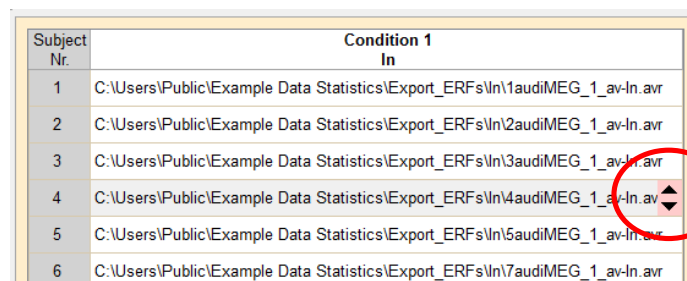 Subject Nr. Condition 1 In
1 C:\Users\Public\Example Data Statistics\Export_ERFs\In\1audiMEG_1_av-In.avr
2 C:\Users\Public\Example Data Statistics\Export_ERFs\In\2audiMEG_1_av-In.avr
3 C:\Users\Public\Example Data Statistics\Export_ERFs\In\3audiMEG_1_av-In.avr
4 C:\Users\Public\Example Data Statistics\Export_ERFs\In\4audiMEG_1_av-In.av
5 C:\Users\Public\Example Data Statistics\Export_ERFs\In\5audiMEG_1_av-In.avr
6 C:\Users\Public\Example Data Statistics\Export_ERFs\In\7audiMEG_1_av-In.avr